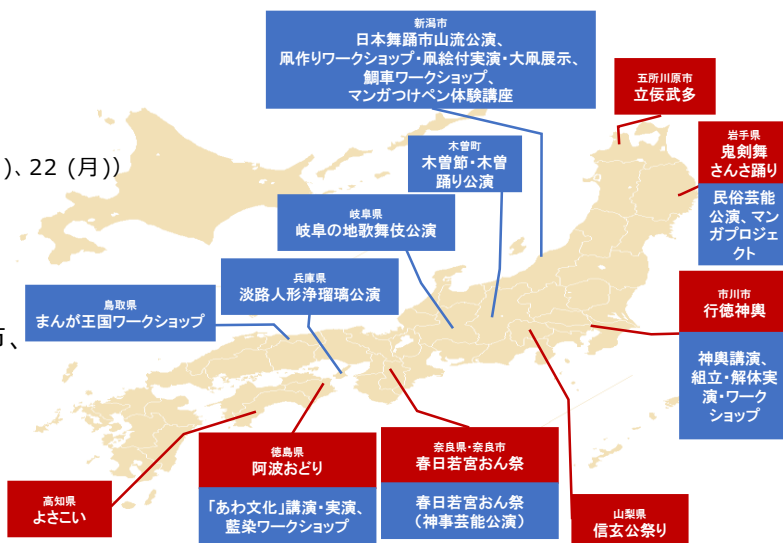 新潟市
日本舞踊市山流公演、
凧作りワークショップ・凧絵付実演・大凧展示、
鯛車ワークショップ、
マンガつけペン体験講座
五所川原市
立佞武多
)、22 (月))
木曽町
木曽節・木曽
踊り公演
岩手県
鬼剣舞
さんさ踊り
民俗芸能
公演、マン
ガプロジェ
クト
岐阜県
岐阜の地歌舞伎公演
兵庫県
淡路人形浄瑠璃公演
鳥取県
まんが王国ワークショップ
市川市
行徳神輿
神輿講演、
組立・解体実
演・ワーク
ショップ
、
徳島県
阿波おどり
「あわ文化」講演・実演、
藍染ワークショップ
奈良県・奈良市
春日若宮おん祭
春日若宮おん祭
(神事芸能公演)
高知県
よさこい
山梨県
信玄公祭り